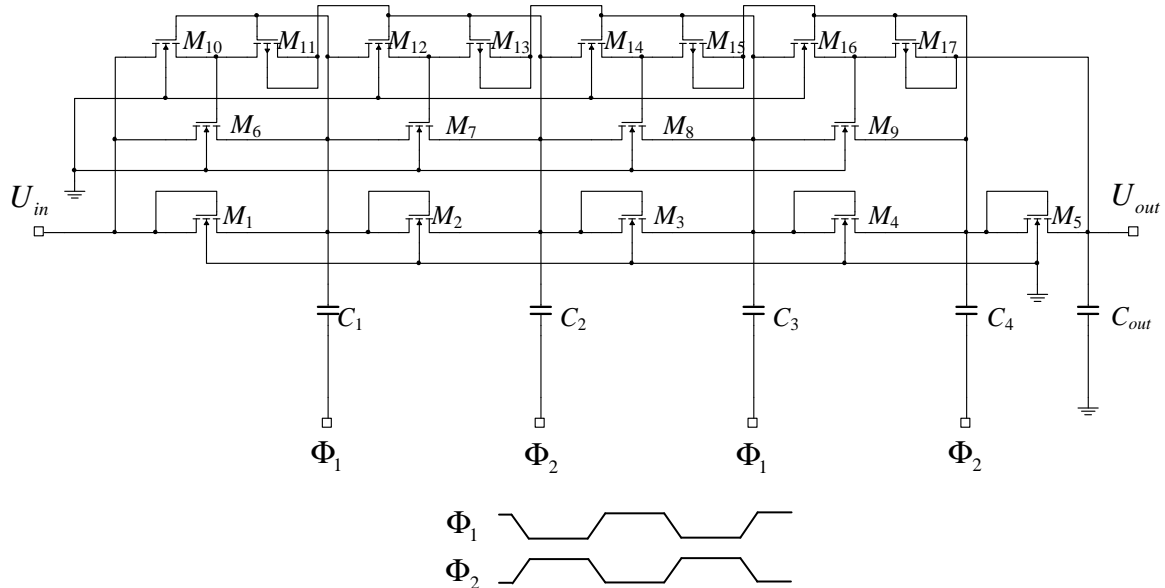 M10 M11 M12 M13 M14 M15 M16 M17
M6 M7 M8 M9
Uin M1 M2 M3 M4 M5 Uout
C1 C2 C3 C4 Cout
Φ1 Φ2 Φ1 Φ2
Φ1
Φ2